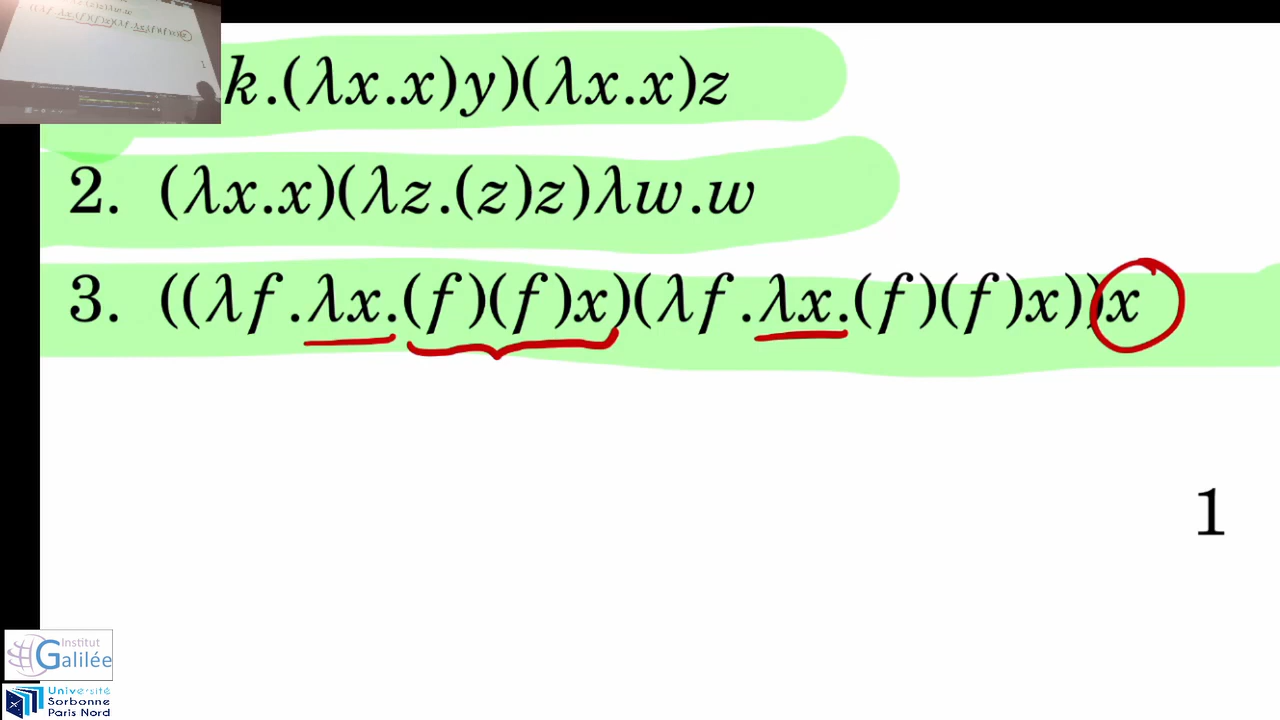 k.(λx.x)y)(λx.x)z
2. (λx.x)(λz.(z)z)λw.w
3. ((λf.λx.(f)(f)x)(λf.λx.(f)(f)x))x
1
Institut
Galilée
Université
Sorbonne
Paris Nord